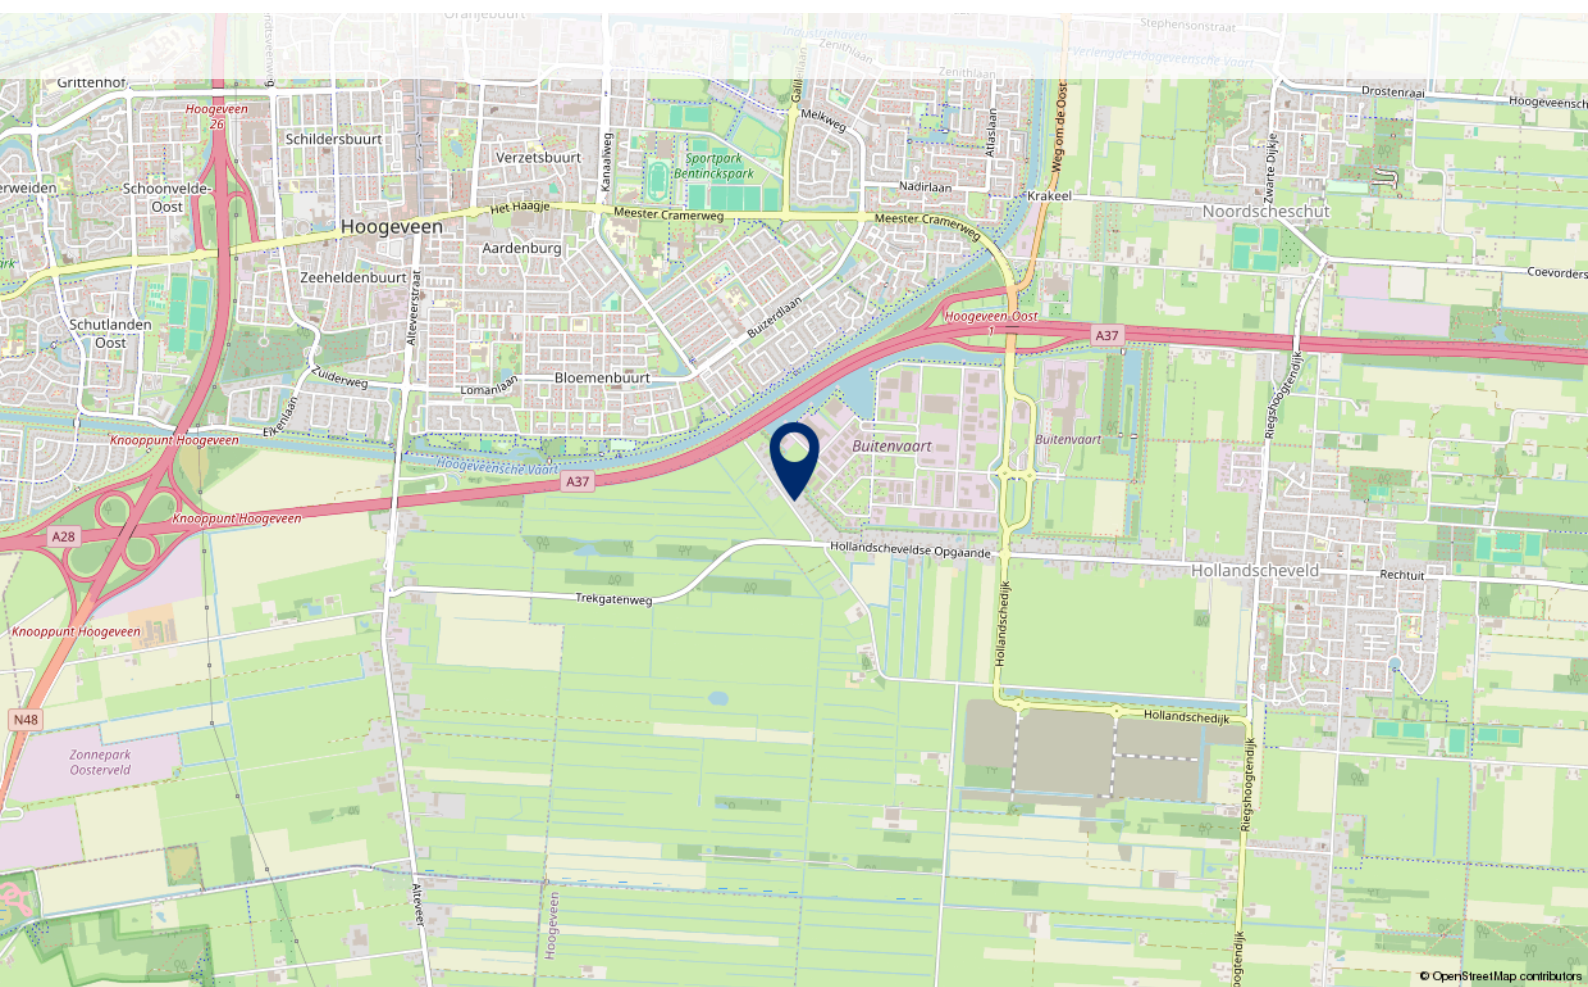 Oranjebuurt
Stephensonstraat
Industriehaven
Zenithlaan
Verlengde Hoogeveensche Vaart
Zenithlaan
Grittenhof
Galileilaan
Weg om de Oost
Drostenraai
Hoogeveensch
Hoogeveen
26
Melkweg
Schildersbuurt
Atlaslaan
Zwarte Dijkje
Verzetsbuurt
Kanaalweg
Sportpark
Bentinckspark
erweiden
Schoonvelde-
Oost
Nadirlaan
Krakeel
Het Haagje
Meester Cramerweg
Meester Cramerweg
Noordscheschut
Hoogeveen
Aardenburg
ark
Zeeheldenbuurt
Coevorders
Alteveerstraat
Buizerdlaan
Hoogeveen Oost
1
Schutlanden
Oost
A37
Zuiderweg
Lomanlaan
Bloemenbuurt
Riegshoogtendijk
Eikenlaan
Knooppunt Hoogeveen
Buitenvaart
Buitenvaart
Hoogeveensche Vaart
A37
Knooppunt Hoogeveen
A28
Hollandscheveldse Opgaande
Hollandscheveld
Rechtuit
Trekgatenweg
Hollandschedijk
Knooppunt Hoogeveen
N48
Hollandschedijk
Zonnepark
Oosterveld
Riegshoogtendijk
Alteveer
Hoogeveen
ogtendijk
© OpenStreetMap contributors